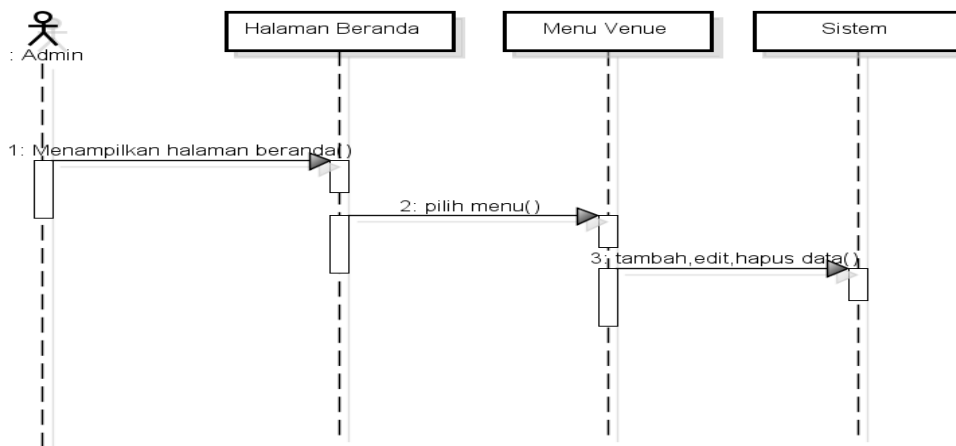 Halaman Beranda
Menu Venue
Sistem
: Admin
1: Menampilkan halaman beranda()
2: pilih menu()
3: tambah,edit,hapus data()